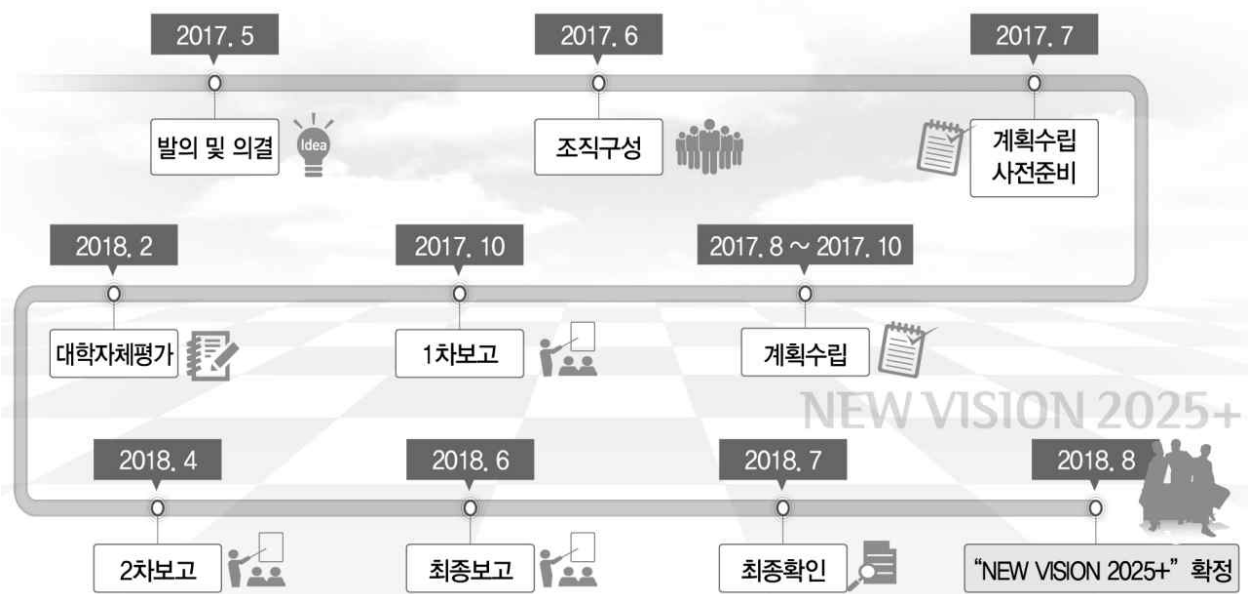 2017. 5
2017. 6
2017. 7
발의 및 의결
Idea
조직구성
계획수립
사전준비
2018. 2
2017. 10
2017. 8 ~ 2017. 10
대학자체평가
1차보고
계획수립
NEW VISION 2025+
2018. 4
2018. 6
2018. 7
2018. 8
2차보고
최종보고
최종확인
“NEW VISION 2025+” 확정